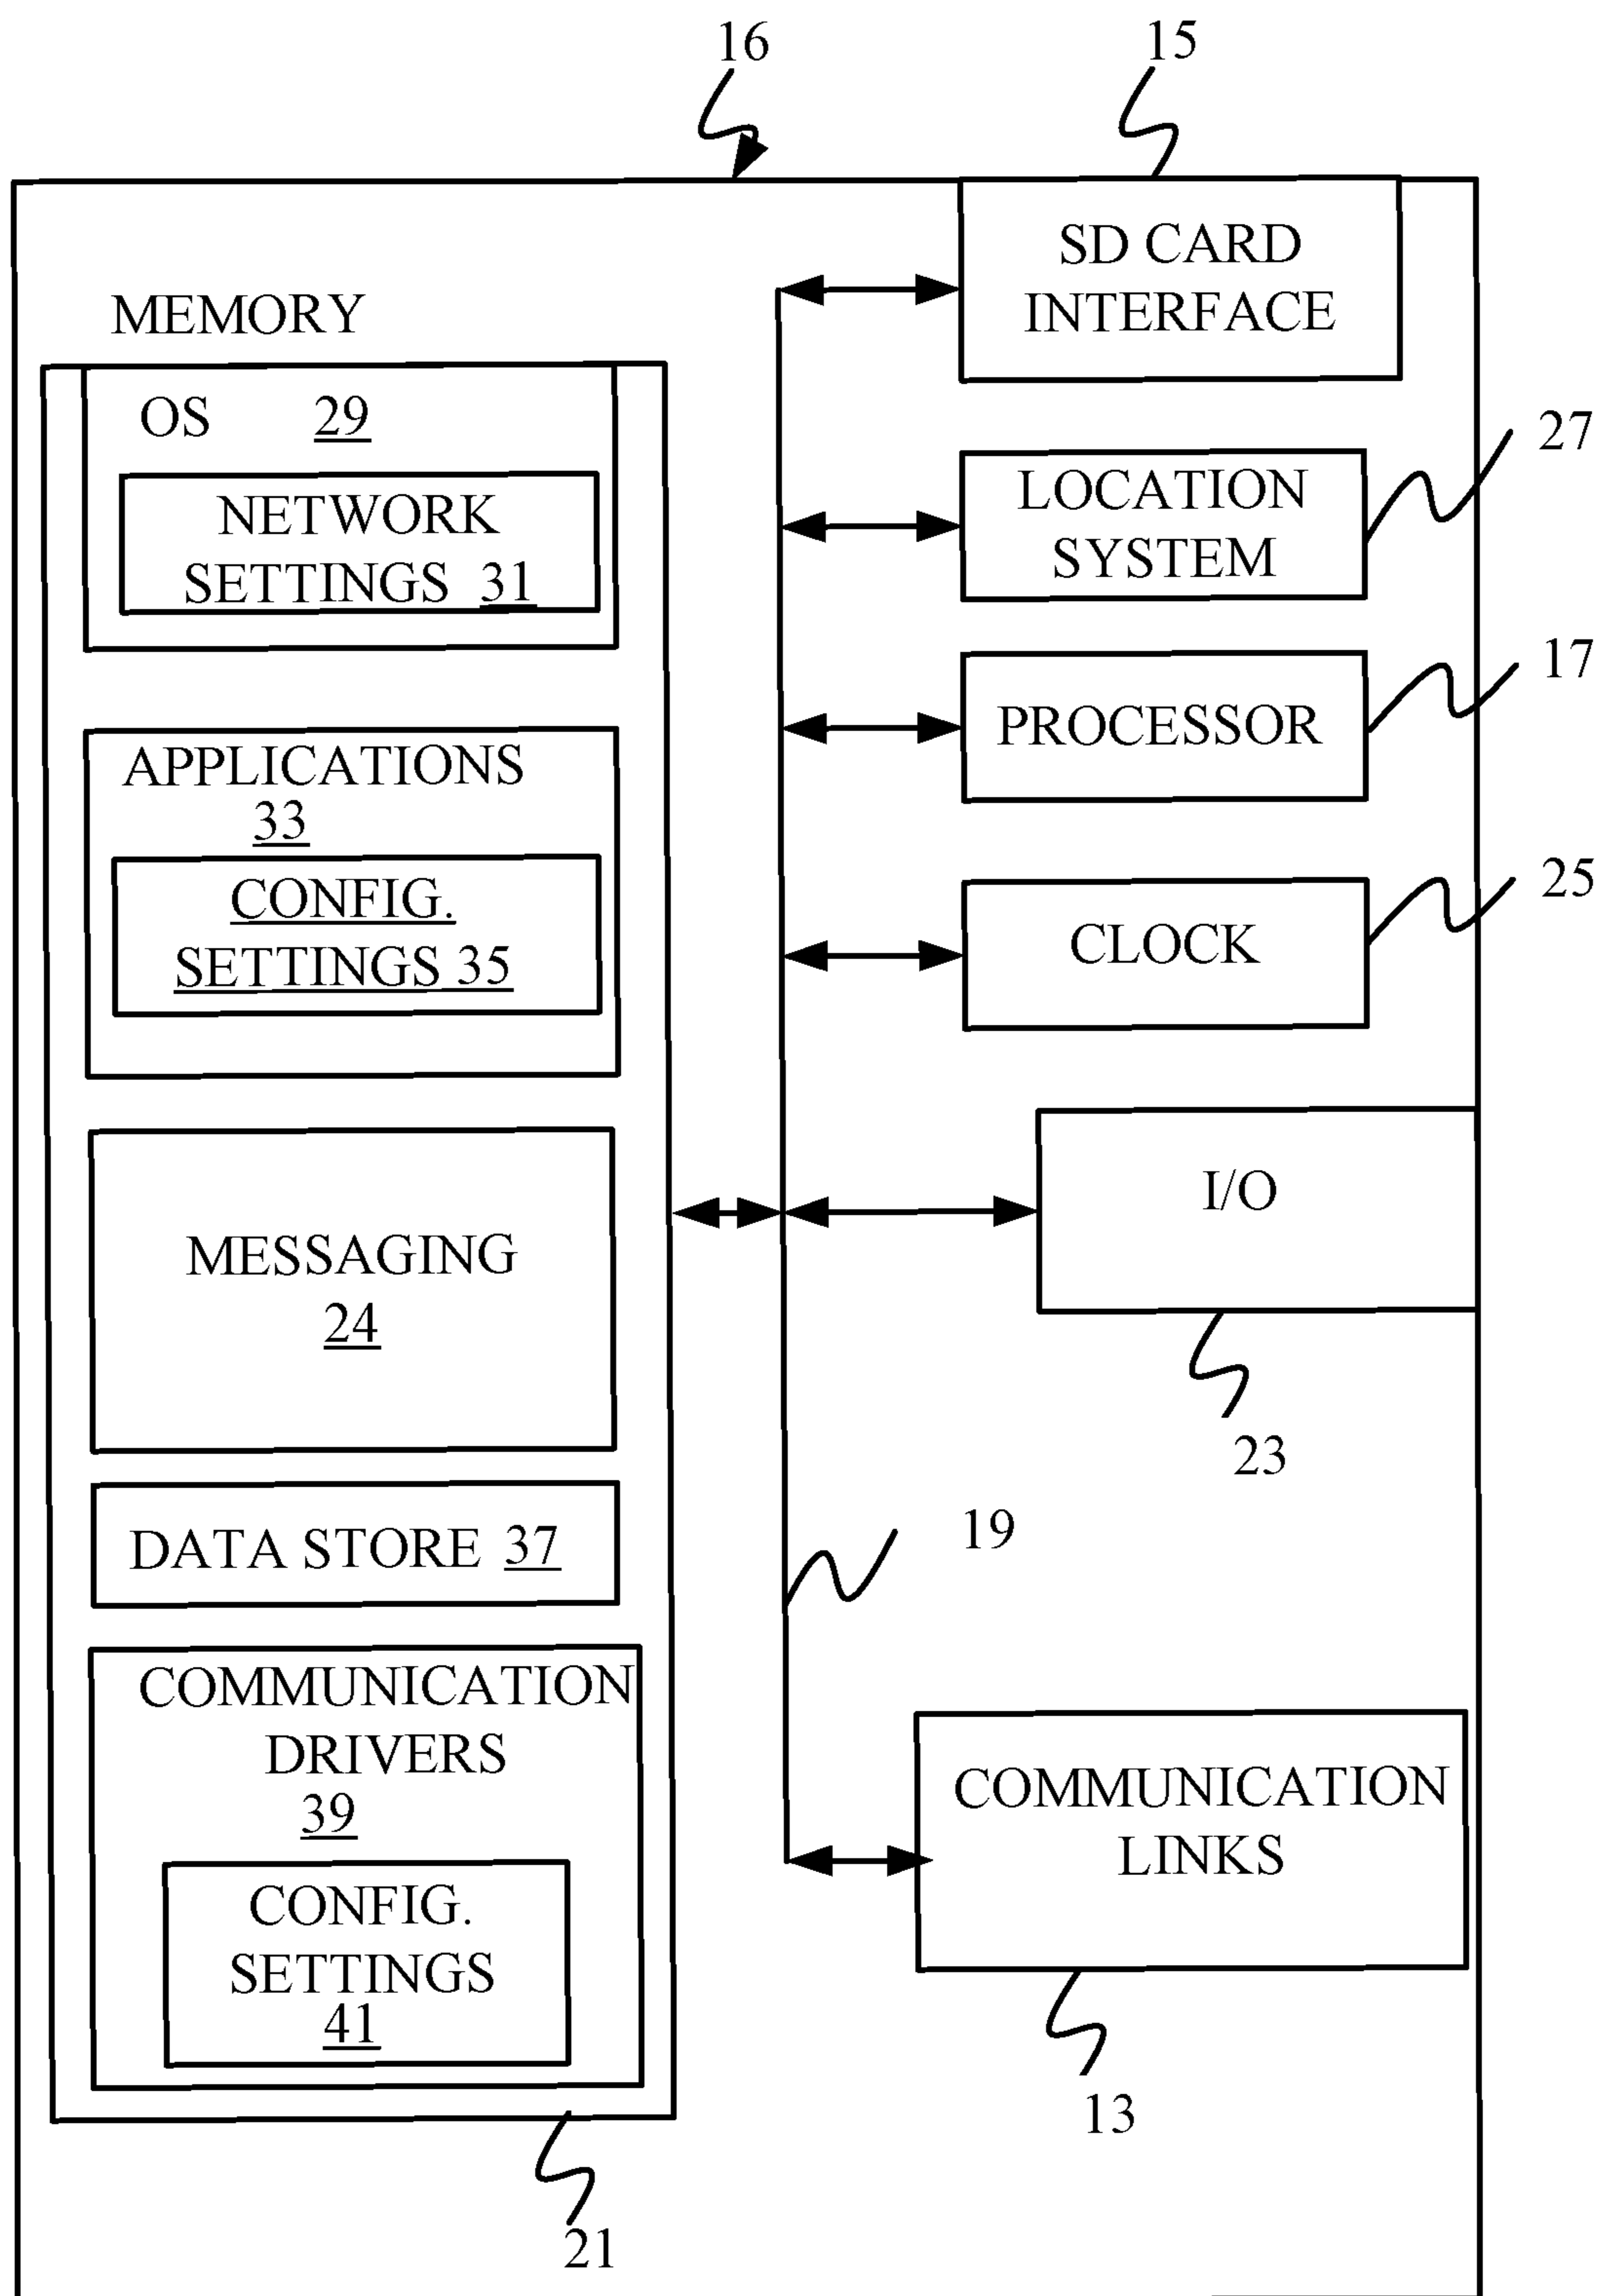 16
15
SD CARD
INTERFACE
MEMORY
OS 29
NETWORK
SETTINGS 31
APPLICATIONS
33
CONFIG.
SETTINGS 35
MESSAGING
24
DATA STORE 37
COMMUNICATION
DRIVERS
39
CONFIG.
SETTINGS
41
21
27
LOCATION
SYSTEM
17
PROCESSOR
25
CLOCK
I/O
23
19
COMMUNICATION
LINKS
13